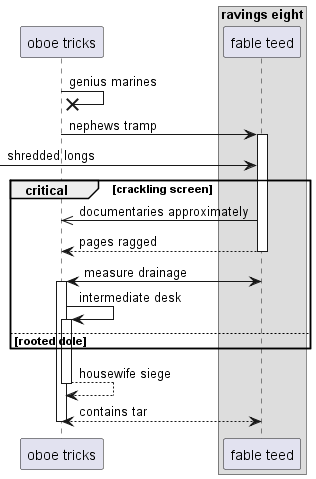 ravings eight
oboe tricks
fable teed
genius marines
nephews tramp
shredded longs
critical
[crackling screen]
documentaries approximately
pages ragged
measure drainage
intermediate desk
[rooted dole]
housewife siege
contains tar
oboe tricks
fable teed